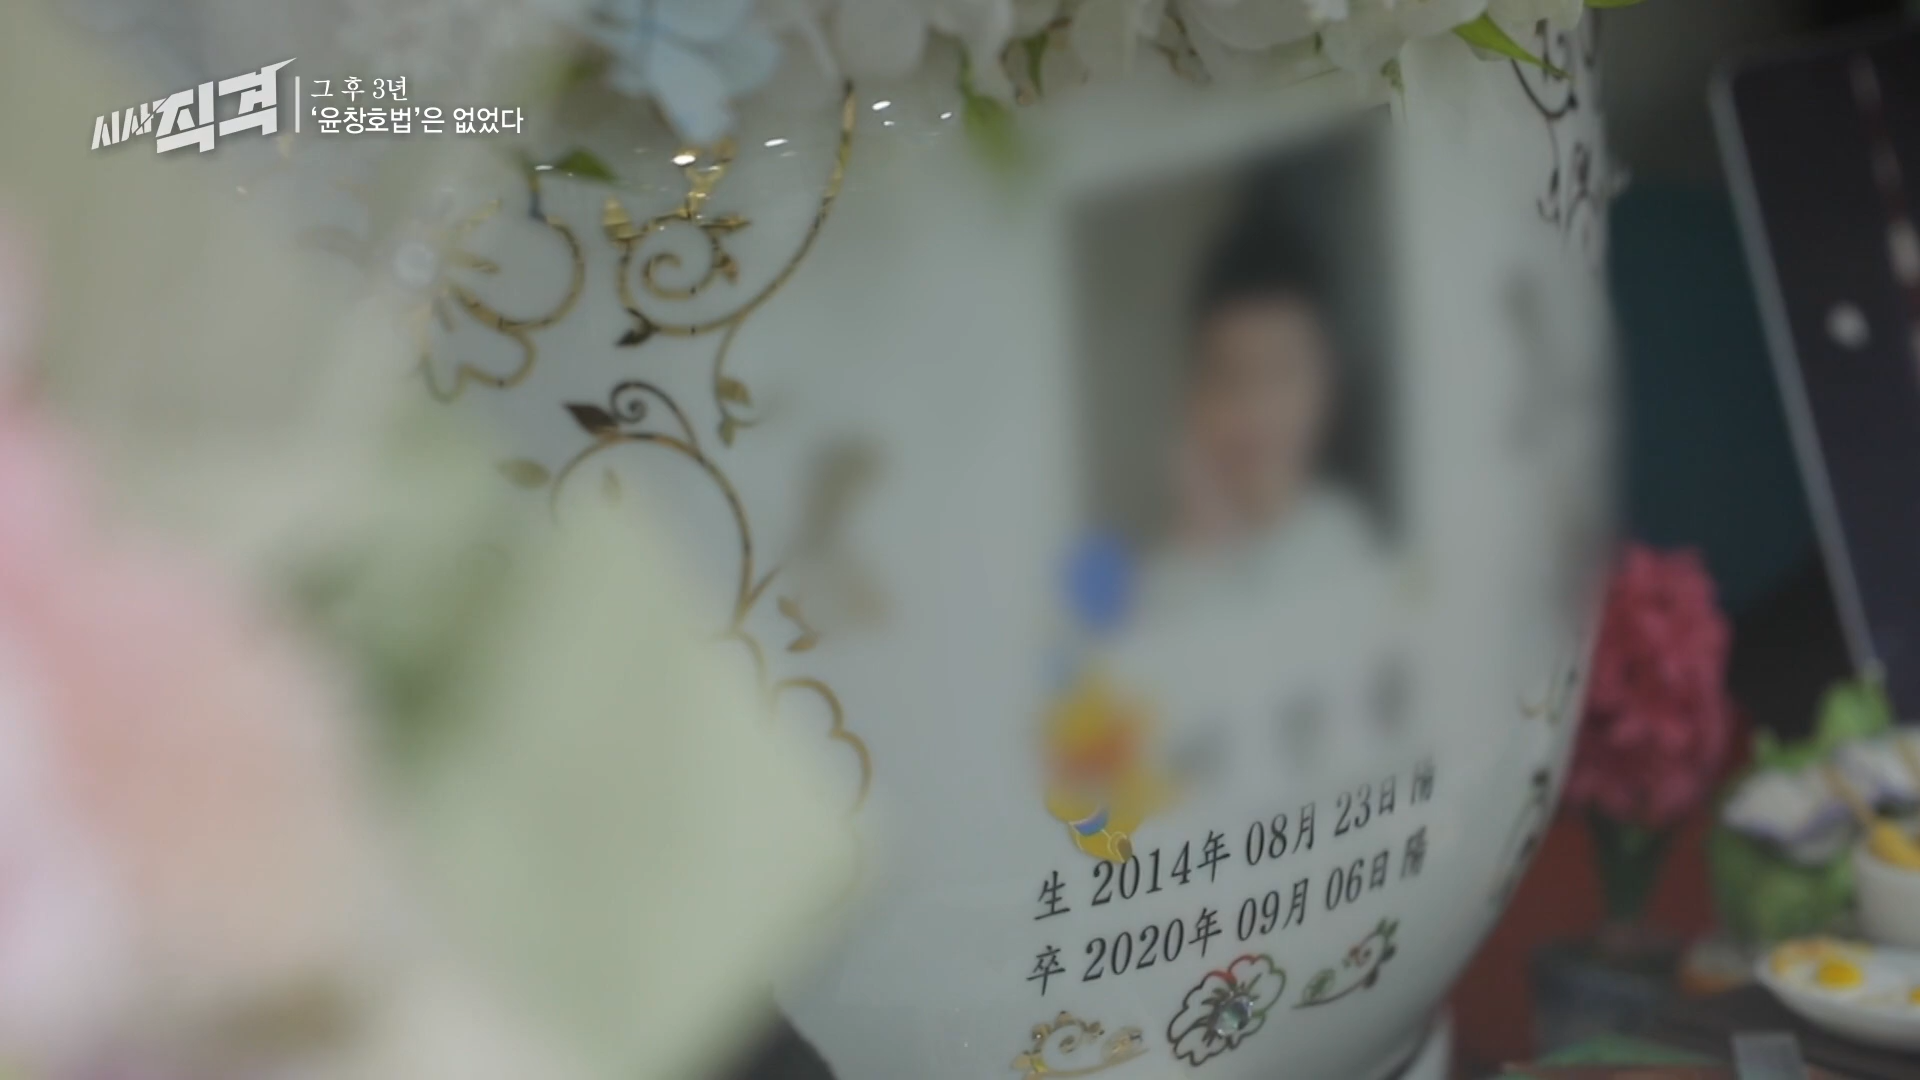 시사 직격
그 후 3년
'윤창호법'은 없었다
生 2014年 08月 23日 陽
卒 2020年 09月 06日 陽